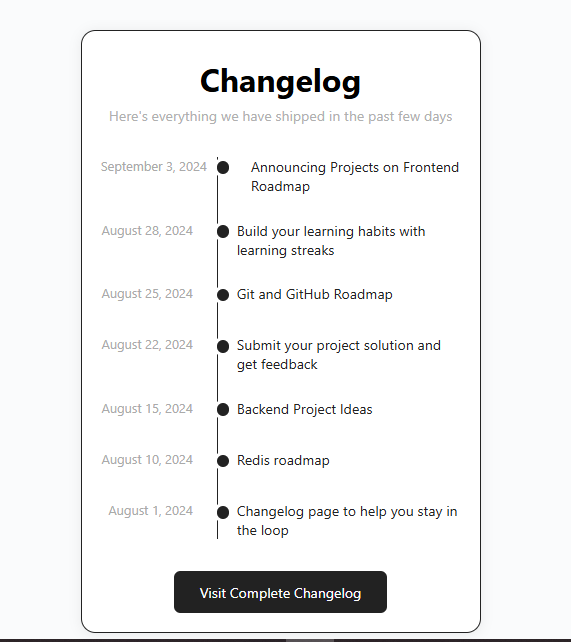 Changelog
Here's everything we have shipped in the past few days
September 3, 2024 Announcing Projects on Frontend
Roadmap
August 28, 2024 Build your learning habits with
learning streaks
August 25, 2024 Git and GitHub Roadmap
August 22, 2024 Submit your project solution and
get feedback
August 15, 2024 Backend Project Ideas
August 10, 2024 Redis roadmap
August 1, 2024 Changelog page to help you stay in
the loop
Visit Complete Changelog